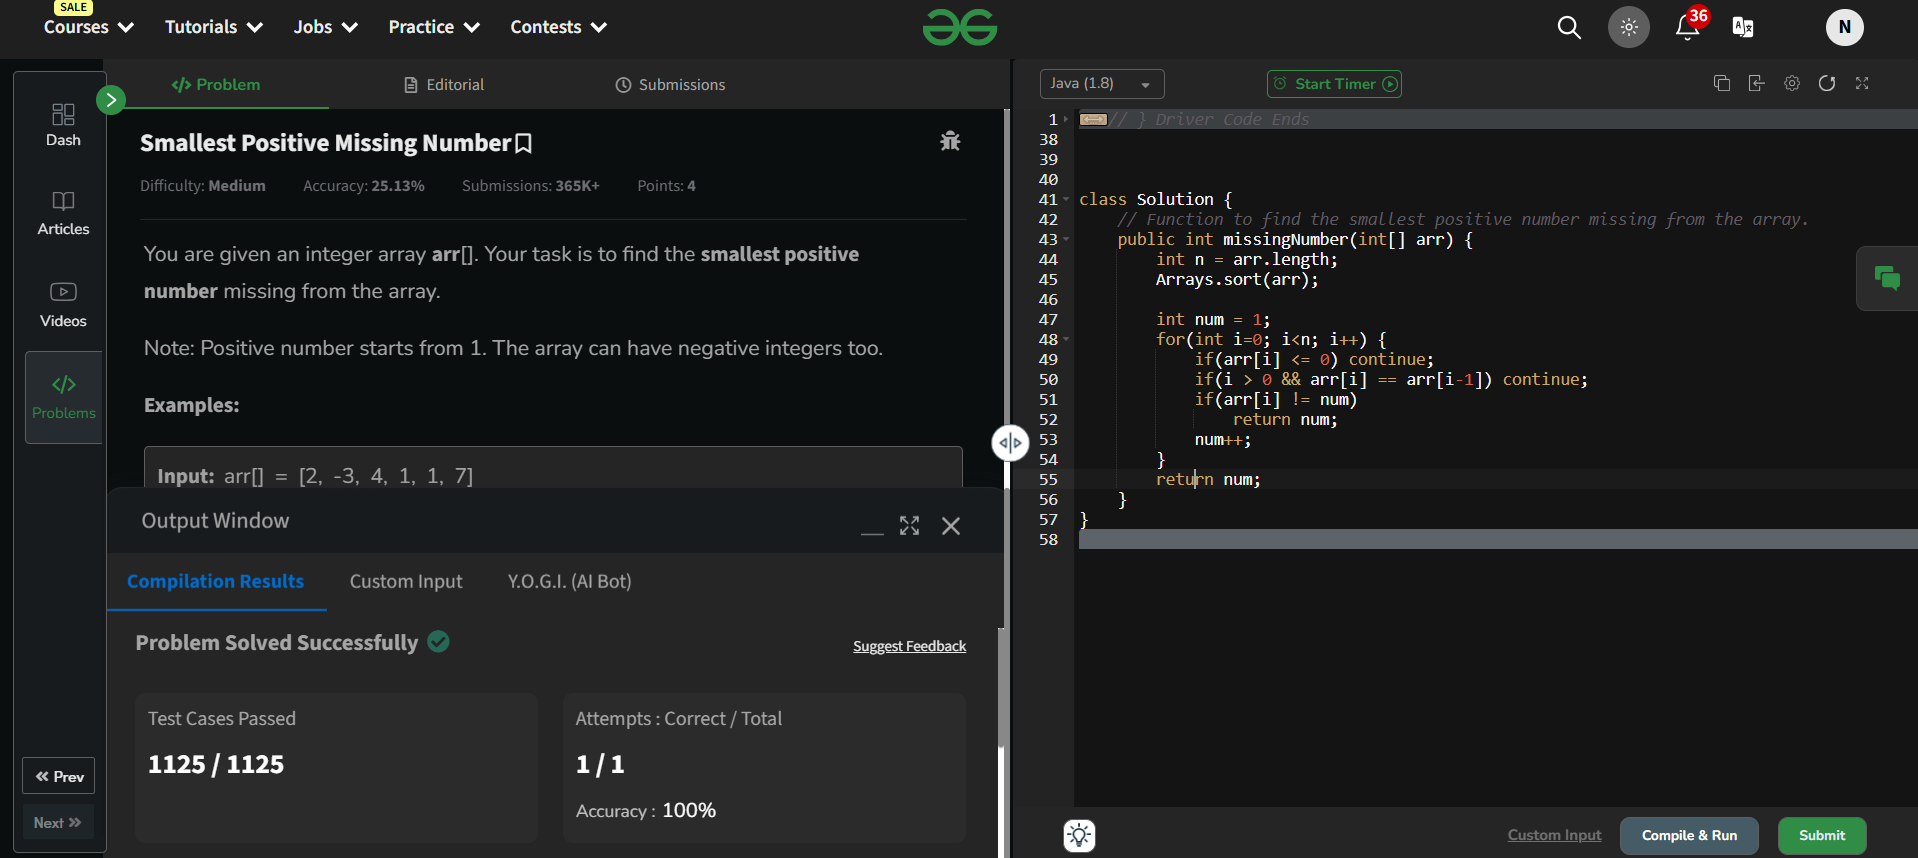 SALE
Courses Tutorials Jobs Practice Contests 36 N
Problem Editorial Submissions
Java (1.8) Start Timer
Dash
Articles
Videos
Problems
Prev
Next
Smallest Positive Missing Number
Difficulty: Medium Accuracy: 25.13% Submissions: 365K+ Points: 4
You are given an integer array arr[]. Your task is to find the smallest positive
number missing from the array.
Note: Positive number starts from 1. The array can have negative integers too.
Examples:
Input: arr[] = [2, -3, 4, 1, 1, 7]
Output Window
Compilation Results Custom Input Y.O.G.I. (AI Bot)
Problem Solved Successfully
Suggest Feedback
Test Cases Passed
1125 / 1125
Attempts : Correct / Total
1 / 1
Accuracy : 100%
1 // } Driver Code Ends
38
39
40
41 class Solution {
42 // Function to find the smallest positive number missing from the array.
43 public int missingNumber(int[] arr) {
44 int n = arr.length;
45 Arrays.sort(arr);
46
47 int num = 1;
48 for(int i=0; i<n; i++) {
49 if(arr[i] <= 0) continue;
50 if(i > 0 && arr[i] == arr[i-1]) continue;
51 if(arr[i] != num)
52 return num;
53 num++;
54 }
55 return num;
56 }
57 }
58
Custom Input Compile & Run Submit